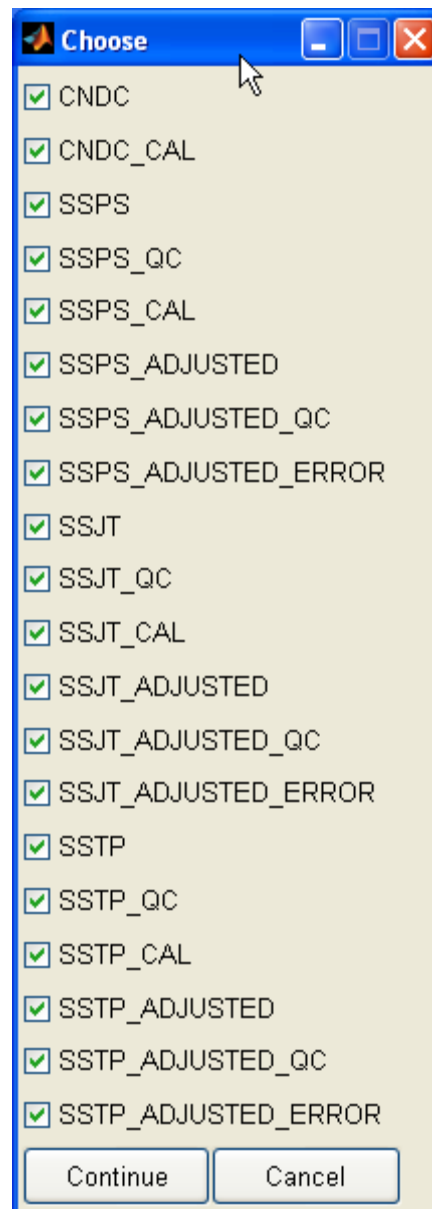 Choose
CNDC
CNDC_CAL
SSPS
SSPS_QC
SSPS_CAL
SSPS_ADJUSTED
SSPS_ADJUSTED_QC
SSPS_ADJUSTED_ERROR
SSJT
SSJT_QC
SSJT_CAL
SSJT_ADJUSTED
SSJT_ADJUSTED_QC
SSJT_ADJUSTED_ERROR
SSTP
SSTP_QC
SSTP_CAL
SSTP_ADJUSTED
SSTP_ADJUSTED_QC
SSTP_ADJUSTED_ERROR
Continue Cancel